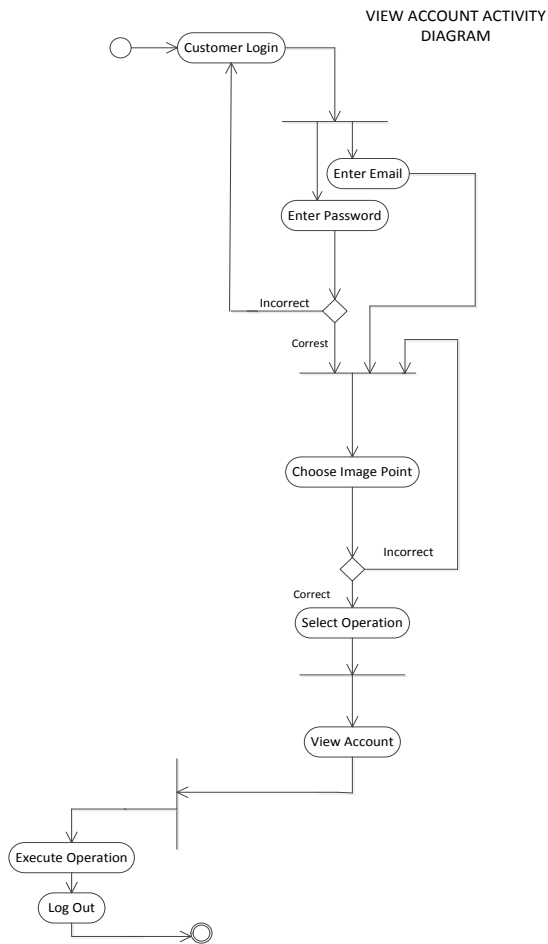 VIEW ACCOUNT ACTIVITY
DIAGRAM
Customer Login
Enter Email
Enter Password
Incorrect
Correst
Choose Image Point
Incorrect
Correct
Select Operation
View Account
Execute Operation
Log Out